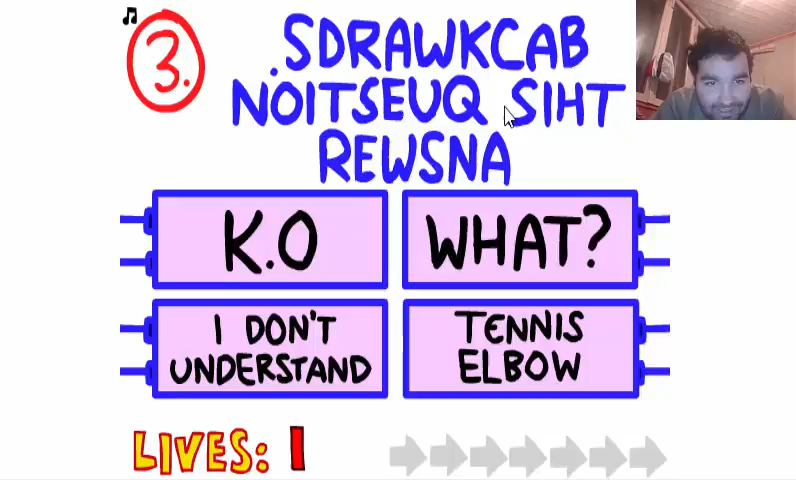 3.
.SDRAWKCAB
NOITSEUQ SIHT
REWSNA
K.O
WHAT?
I DON'T
UNDERSTAND
TENNIS
ELBOW
LIVES: 1